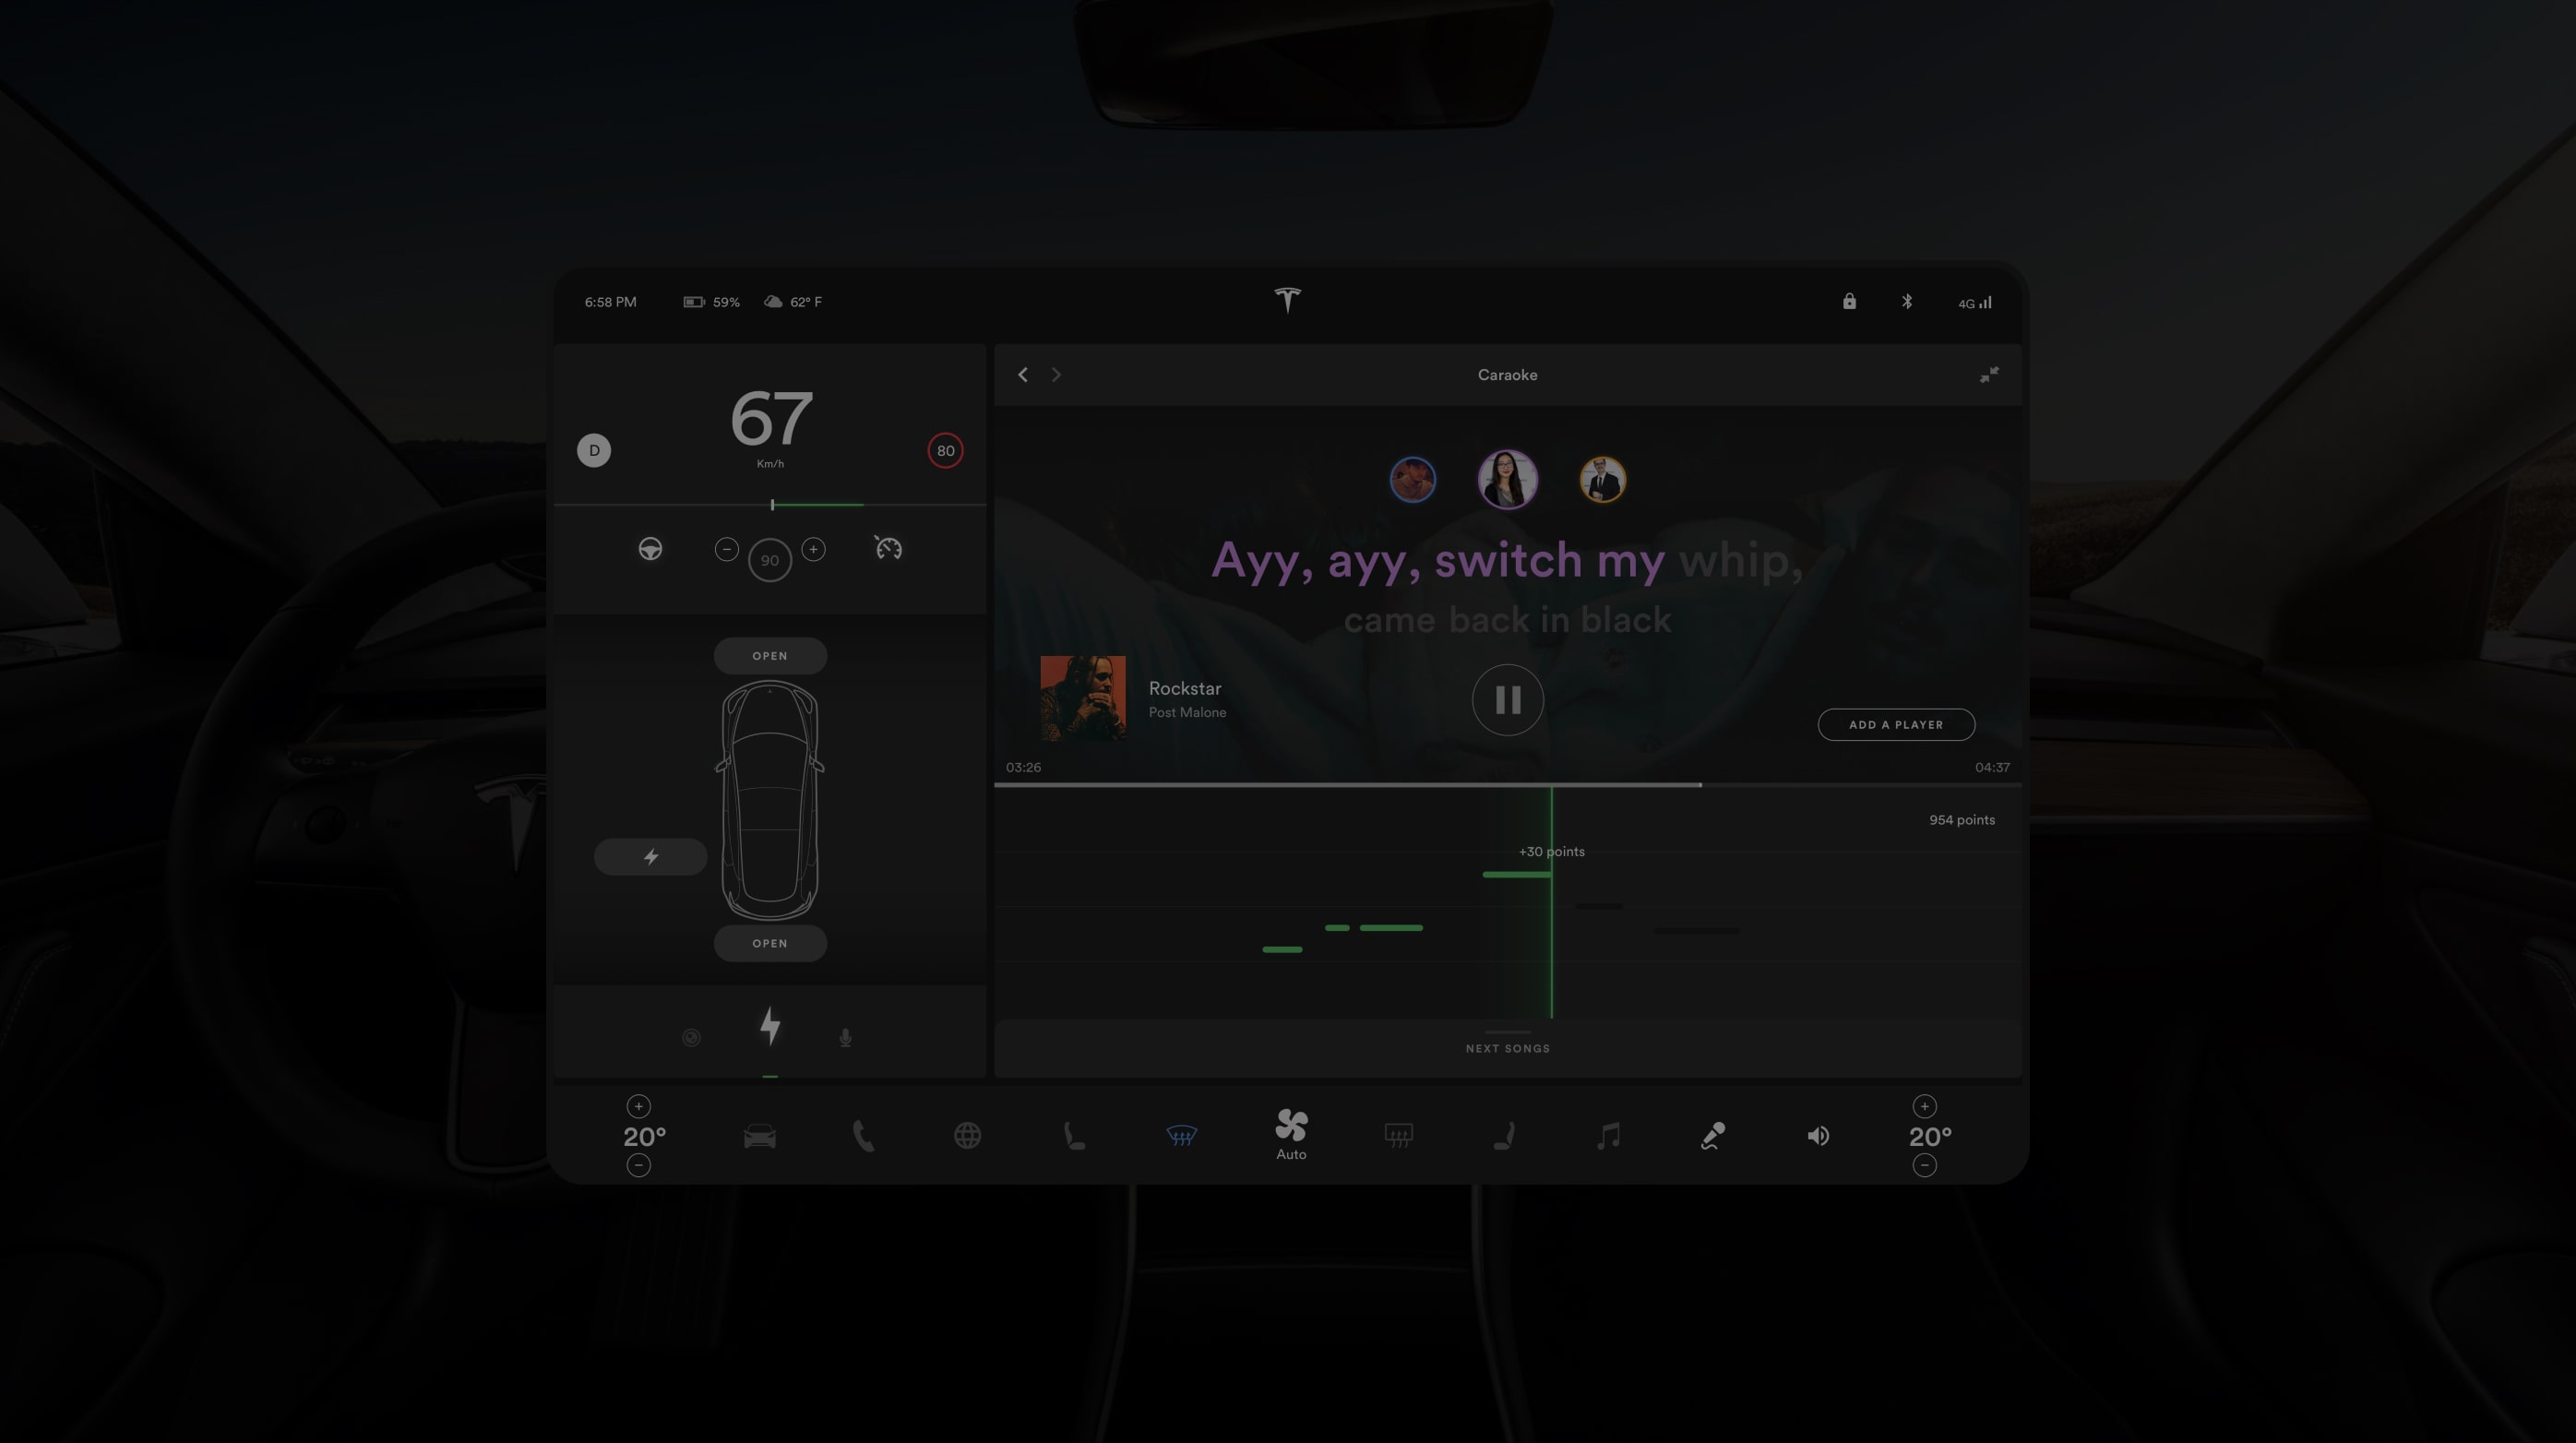 6:58 PM
59%
62° F
4G
67
Km/h
D
80
90
OPEN
OPEN
Caraoke
Ayy, ayy, switch my whip,
came back in black
Rockstar
Post Malone
ADD A PLAYER
03:26
04:37
954 points
+30 points
NEXT SONGS
20°
Auto
20°